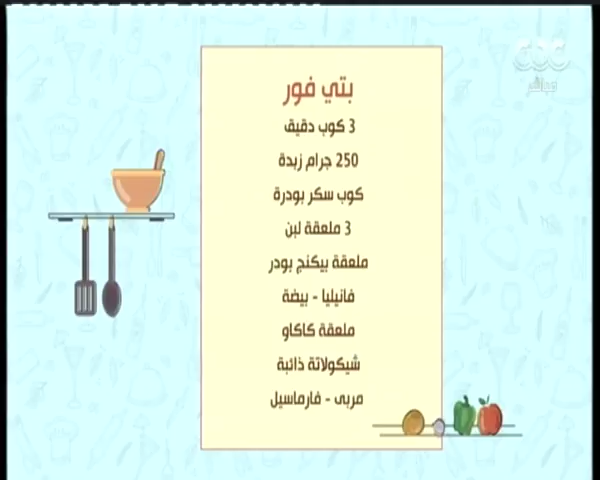 cbc
مباشر
بتي فور
3 كوب دقيق
250 جرام زبدة
كوب سكر بودرة
3 ملعقة لبن
ملعقة بيكنج بودر
فانيليا - بيضة
ملعقة كاكاو
شيكولاتة ذائبة
مربى - فارماسيل